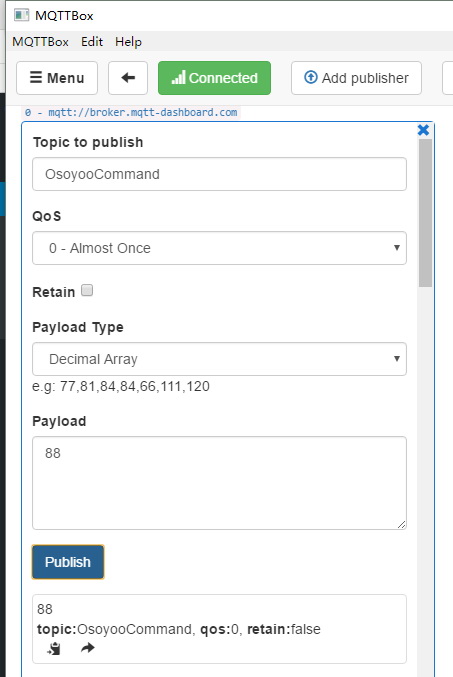 MQTTBox
MQTTBox Edit Help
Menu Connected Add publisher
0 - mqtt://broker.mqtt-dashboard.com
Topic to publish
OsoyooCommand
QoS
0 - Almost Once
Retain
Payload Type
Decimal Array
e.g: 77,81,84,84,66,111,120
Payload
88
Publish
88
topic:OsoyooCommand, qos:0, retain:false